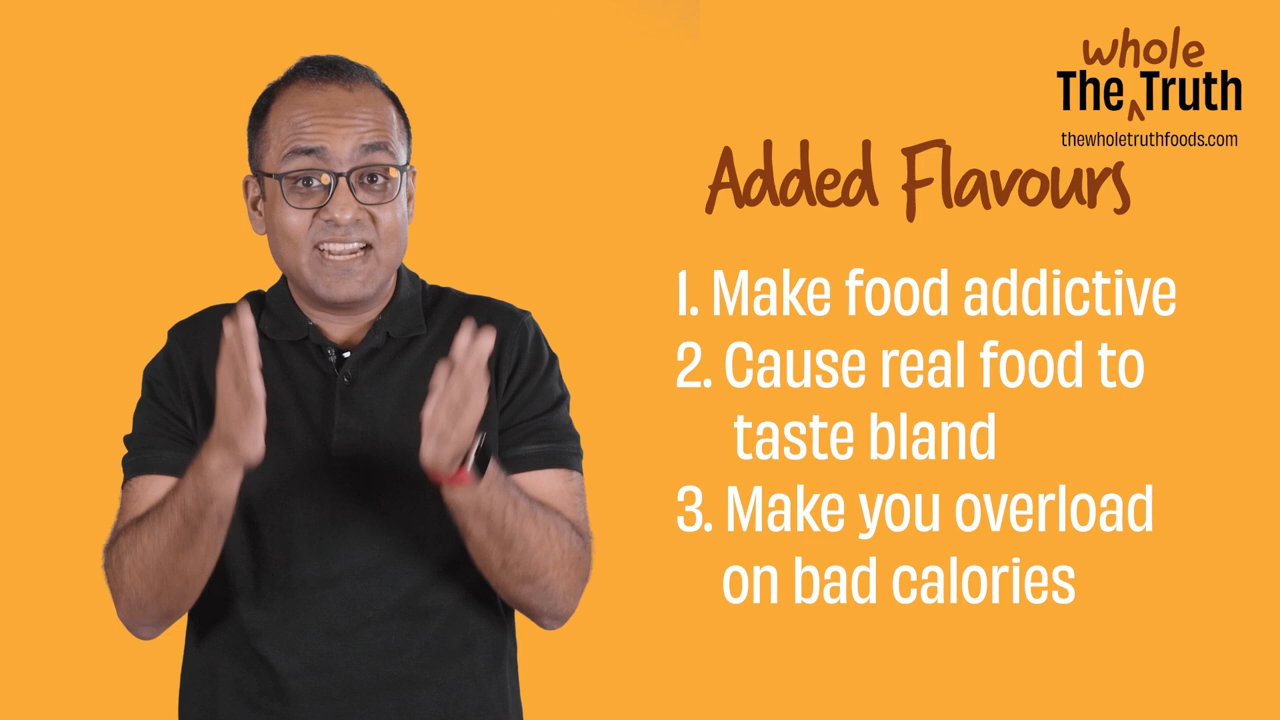 whole
The Truth
thewholetruthfoods.com
Added Flavours
1. Make food addictive
2. Cause real food to
taste bland
3. Make you overload
on bad calories